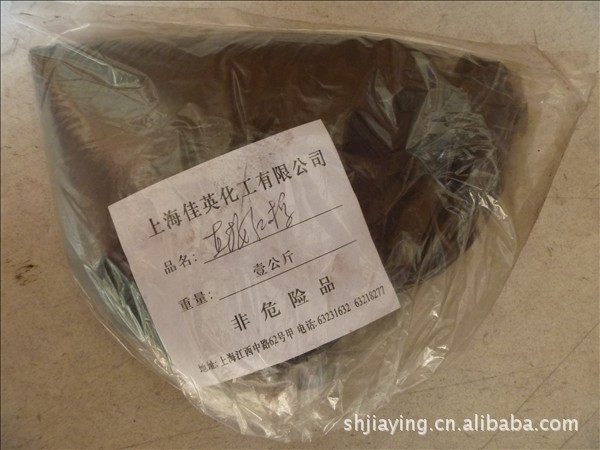 上海佳英化工有限公司
品名:
重量: 壹公斤
非危险品
地址: 上海江西中路62号甲 电话: 63231632 63218277
shjiaying.cn.alibaba.com